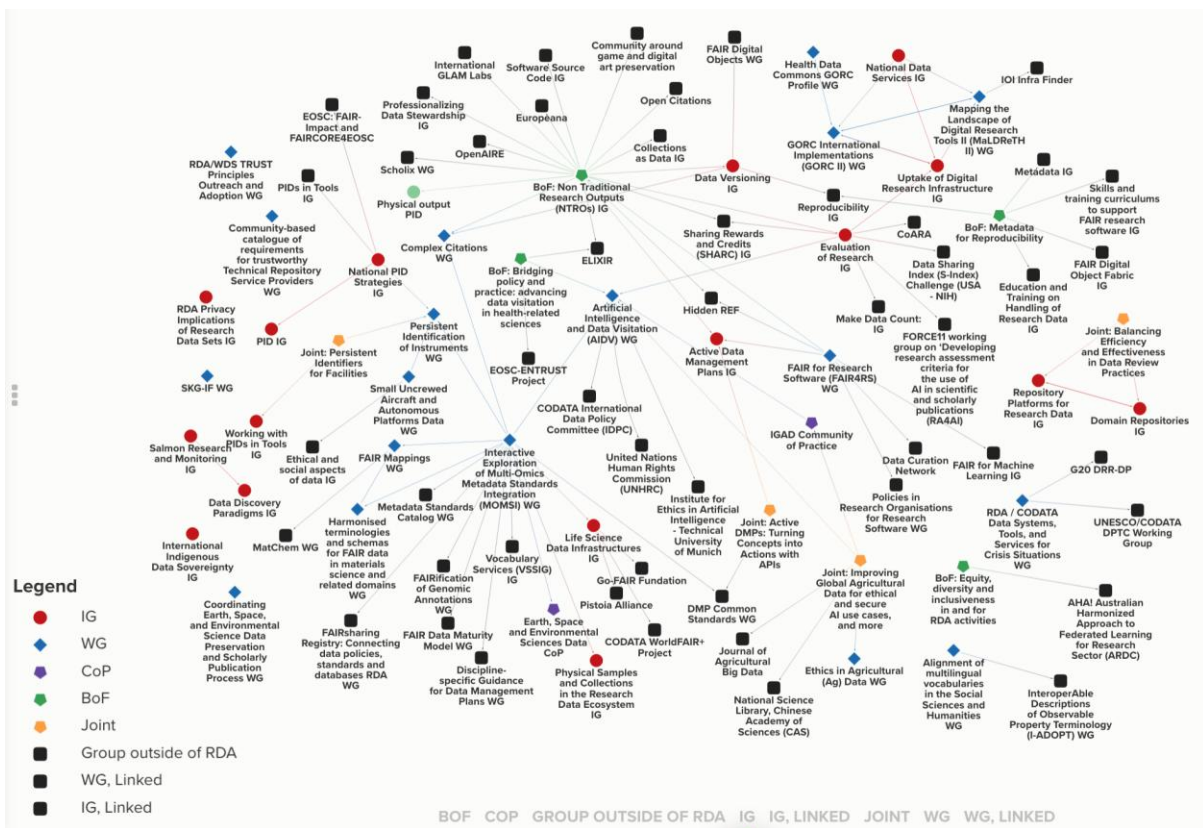 International
GLAM Labs
Software Source
Code IG
Community around
game and digital
art preservation
FAIR Digital
Objects WG
Health Data
Commons GORC
Profile WG
National Data
Services IG
IOI Infra Finder
EOSC: FAIR-
Impact and
FAIRCORE4EOSC
Professionalizing
Data Stewardship
IG
Europeana
Open Citations
Mapping the
Landscape of
Digital Research
Tools II (MaLDReTH
II) WG
RDA/WDS TRUST
Principles
Outreach and
Adoption WG
OpenAIRE
Collections
as Data IG
GORC International
Implementations
(GORC II) WG
PIDs in Tools
IG
Scholix WG
Physical output
PID
BoF: Non Traditional
Research Outputs
(NTROs) IG
Data Versioning
IG
Uptake of Digital
Research Infrastructure
IG
Metadata IG
Skills and
training curriculums
to support
FAIR research
software IG
Reproducibility
IG
Community-based
catalogue of
requirements
for trustworthy
Technical Repository
Service Providers
WG
Complex Citations
WG
ELIXIR
Sharing Rewards
and Credits
(SHARC) IG
Evaluation
of Research
IG
CoARA
BoF: Metadata
for Reproducibility
National PID
Strategies
IG
BoF: Bridging
policy and
practice: advancing
data visitation
in health-related
sciences
Data Sharing
Index (S-Index)
Challenge (USA
- NIH)
FAIR Digital
Object Fabric
IG
RDA Privacy
Implications
of Research
Data Sets IG
Artificial
Intelligence
and Data Visitation
(AIDV) WG
Hidden REF
Make Data Count:
IG
Education and
Training on
Handling of
Research Data
IG
PID IG
Persistent
Identification
of Instruments
WG
Joint: Persistent
Identifiers
for Facilities
Active Data
Management
Plans IG
FORCE11 working
group on 'Developing
research assessment
criteria for
the use of
AI in scientific
and scholarly
publications (RA4AI)
Joint: Balancing
Efficiency
and Effectiveness
in Data Review
Practices
SKG-IF WG
EOSC-ENTRUST
Project
FAIR for Research
Software (FAIR4RS)
WG
Small Uncrewed
Aircraft and
Autonomous
Platforms Data
WG
CODATA International
Data Policy
Committee (IDPC)
Repository
Platforms for
Research Data
IG
Domain Repositories
IG
Salmon Research
and Monitoring
IG
Working with
PIDs in Tools
IG
Ethical and
social aspects
of data IG
FAIR Mappings
WG
Interactive
Exploration
of Multi-Omics
Metadata Standards
Integration
(MOMSI) WG
United Nations
Human Rights
Commission
(UNHRC)
IGAD Community
of Practice
Data Curation
Network
FAIR for Machine
Learning IG
G20 DRR-DP
Data Discovery
Paradigms IG
Metadata Standards
Catalog WG
Institute for
Ethics in Artificial
Intelligence
- Technical
University
of Munich
Policies in
Research Organisations
for Research
Software WG
International
Indigenous
Data Sovereignty
IG
MatChem WG
Harmonised
terminologies
and schemas
for FAIR data
in materials
science and
related domains WG
Life Science
Data Infrastructures
IG
Joint: Active
DMPs: Turning
Concepts into
Actions with
APIs
RDA / CODATA
Data Systems,
Tools, and
Services for
Crisis Situations
WG
UNESCO/CODATA
DPTC Working
Group
Vocabulary
Services (VSSIG)
IG
Joint: Improving
Global Agricultural
Data for ethical
and secure
AI use cases,
and more
FAIRification
of Genomic
Annotations
WG
Go-FAIR Fundation
BoF: Equity,
diversity and
inclusiveness
in and for
RDA activities
Coordinating
Earth, Space,
and Environmental
Science Data
Preservation
and Scholarly
Publication
Process WG
Pistoia Alliance
DMP Common
Standards WG
AHA! Australian
Harmonized
Approach to
Federated Learning
for Research
Sector (ARDC)
FAIRsharing
Registry: Connecting
data policies,
standards and
databases RDA
WG
FAIR Data Maturity
Model WG
Earth, Space
and Environmental
Sciences Data
CoP
CODATA WorldFAIR+
Project
Journal of
Agricultural
Big Data
Discipline-
specific Guidance
for Data Management
Plans WG
Physical Samples
and Collections
in the Research
Data Ecosystem
IG
Ethics in Agricultural
(Ag) Data WG
Alignment of
multilingual
vocabularies
in the Social
Sciences and
Humanities
WG
InteroperAble
Descriptions
of Observable
Property Terminology
(I-ADOPT) WG
National Science
Library, Chinese
Academy of
Sciences (CAS)
Legend
IG
WG
CoP
BoF
Joint
Group outside of RDA
WG, Linked
IG, Linked
BOF COP GROUP OUTSIDE OF RDA IG IG, LINKED JOINT WG WG, LINKED